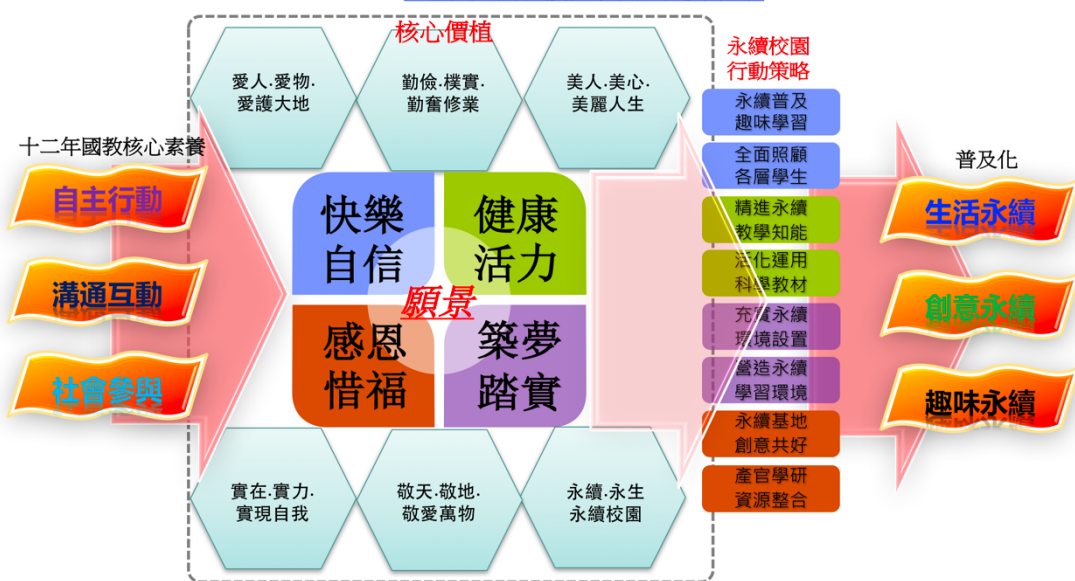 核心價植
愛人.愛物.
愛護大地
勤儉.樸實.
勤奮修業
美人.美心.
美麗人生
十二年國教核心素養
自主行動
溝通互動
社會參與
快樂
自信
健康
活力
願景
感恩
惜福
築夢
踏實
實在.實力.
實現自我
敬天.敬地.
敬愛萬物
永續.永生.
永續校園
永續校園
行動策略
永續普及
趣味學習
全面照顧
各層學生
精進永續
教學知能
活化運用
科學教材
充實永續
環境設置
營造永續
學習環境
永續基地
創意共好
產官學研
資源整合
普及化
生活永續
創意永續
趣味永續